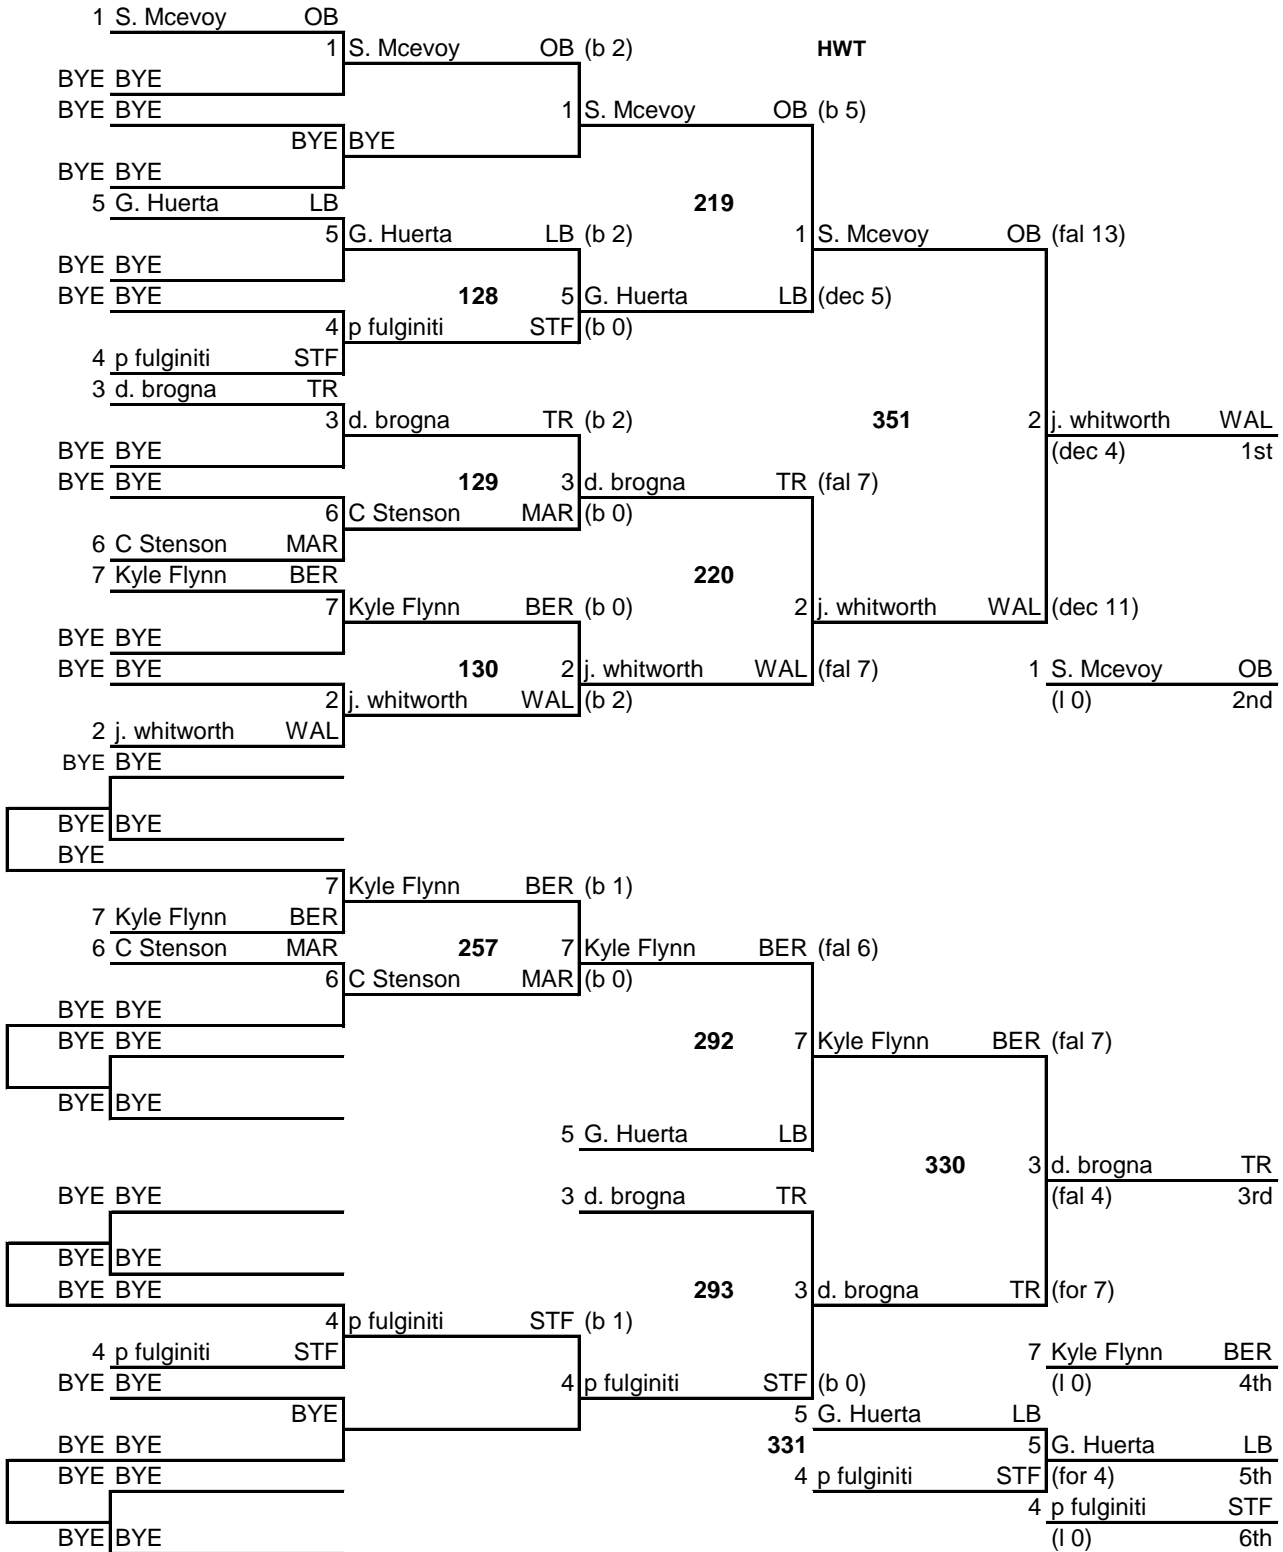 1 S. Mcevoy OB
1 S. Mcevoy OB (b 2) HWT
BYE BYE
BYE BYE 1 S. Mcevoy OB (b 5)
BYE BYE
BYE BYE
5 G. Huerta LB 219
5 G. Huerta LB (b 2) 1 S. Mcevoy OB (fal 13)
BYE BYE
BYE BYE 128 5 G. Huerta LB (dec 5)
4 p fulginiti STF (b 0)
4 p fulginiti STF
3 d. brogna TR
3 d. brogna TR (b 2) 351 2 j. whitworth WAL
BYE BYE (dec 4) 1st
BYE BYE 129 3 d. brogna TR (fal 7)
6 C Stenson MAR (b 0)
6 C Stenson MAR
7 Kyle Flynn BER 220
7 Kyle Flynn BER (b 0) 2 j. whitworth WAL (dec 11)
BYE BYE
BYE BYE 130 2 j. whitworth WAL (fal 7) 1 S. Mcevoy OB
2 j. whitworth WAL (b 2) (l 0) 2nd
2 j. whitworth WAL
BYE BYE
BYE BYE
BYE
7 Kyle Flynn BER (b 1)
7 Kyle Flynn BER
6 C Stenson MAR 257 7 Kyle Flynn BER (fal 6)
6 C Stenson MAR (b 0)
BYE BYE
BYE BYE 292 7 Kyle Flynn BER (fal 7)
BYE BYE
5 G. Huerta LB
330 3 d. brogna TR
BYE BYE 3 d. brogna TR (fal 4) 3rd
BYE BYE
BYE BYE 293 3 d. brogna TR (for 7)
4 p fulginiti STF (b 1)
4 p fulginiti STF 7 Kyle Flynn BER
BYE BYE 4 p fulginiti STF (b 0) (l 0) 4th
BYE 5 G. Huerta LB
BYE BYE 331 5 G. Huerta LB
BYE BYE 4 p fulginiti STF (for 4) 5th
4 p fulginiti STF
BYE BYE (l 0) 6th